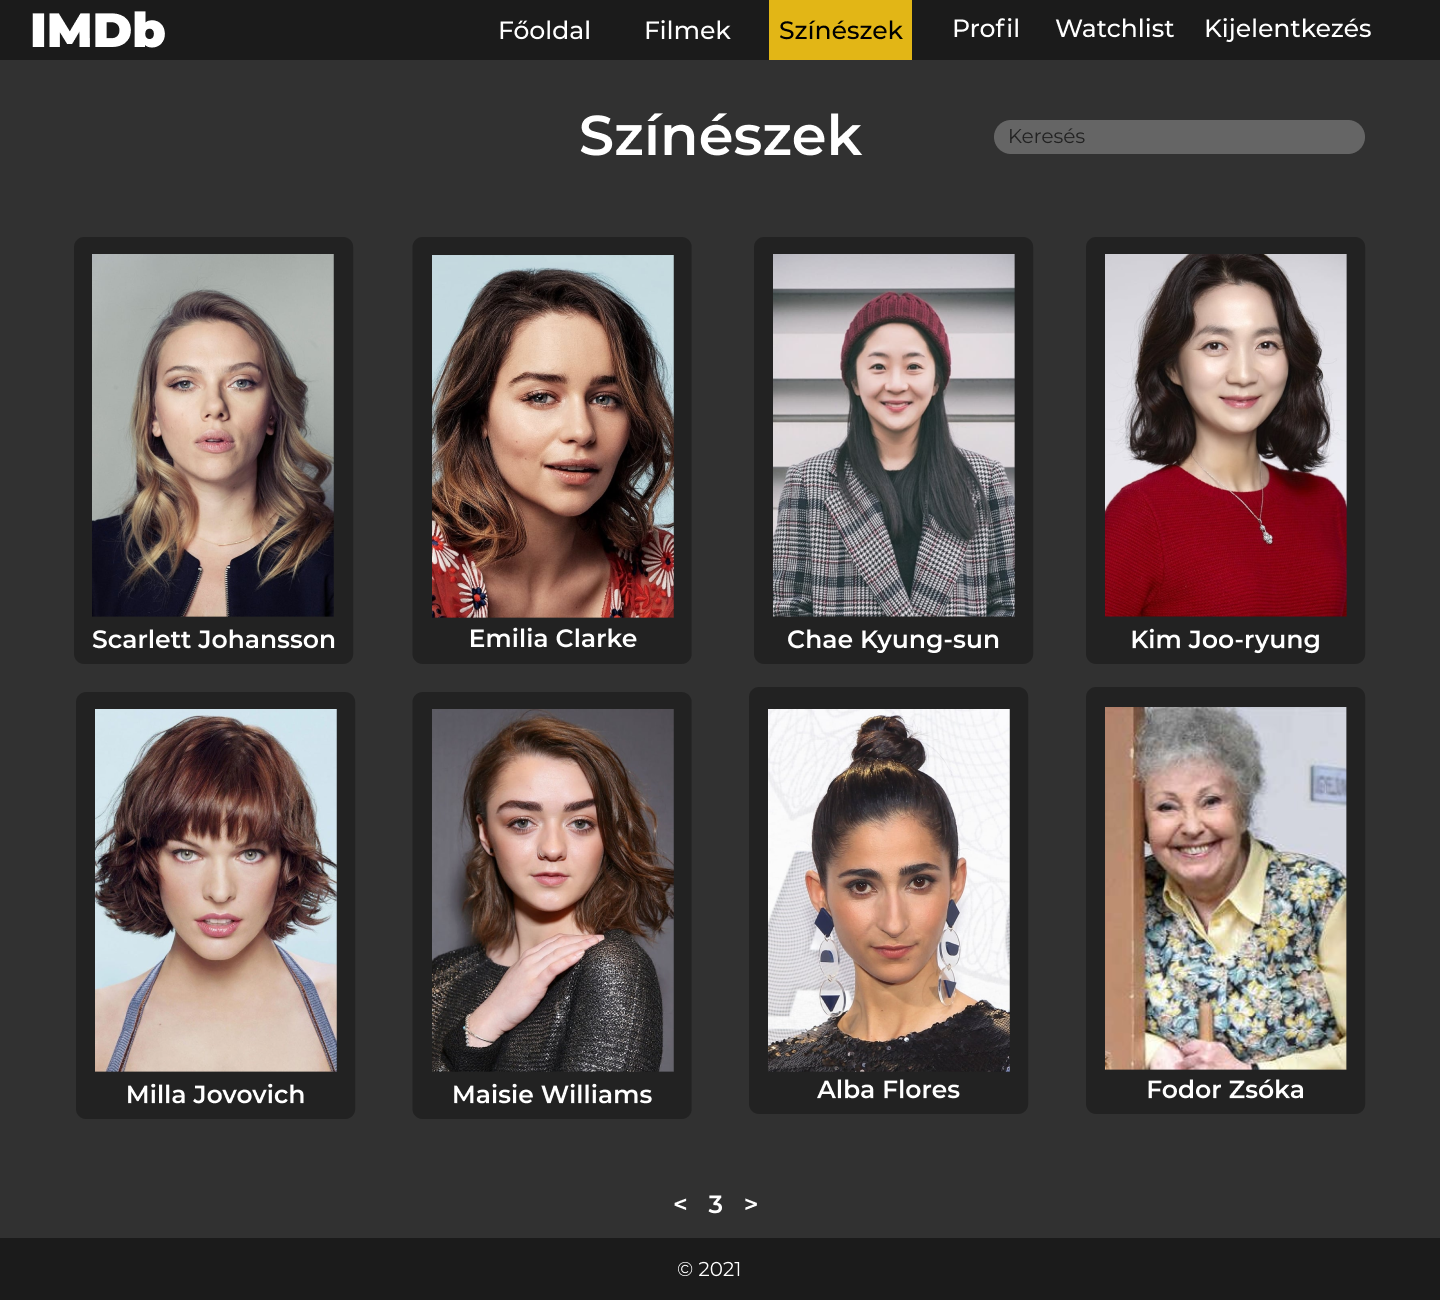 IMDb
Főoldal
Filmek
Színészek
Profil
Watchlist
Kijelentkezés
Színészek
Keresés
Scarlett Johansson
Emilia Clarke
Chae Kyung-sun
Kim Joo-ryung
Milla Jovovich
Maisie Williams
Alba Flores
Fodor Zsóka
< 3 >
© 2021